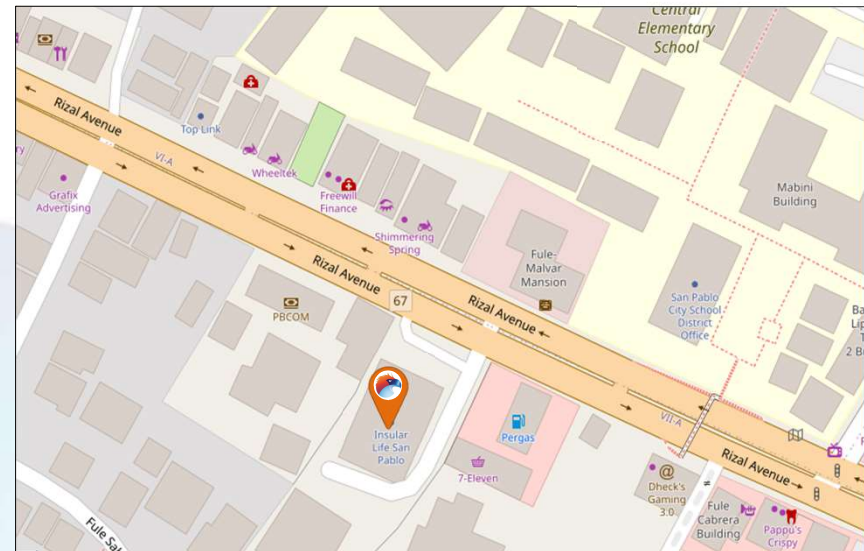 Central
Elementary
School
Rizal Avenue
VI-A
Top Link
Wheeltek
Freewill
Finance
Grafix
Advertising
Shimmering
Spring
Mabini
Building
Fule-
Malvar
Mansion
Rizal Avenue
67
Rizal Avenue
PBCOM
San Pablo
City School
District
Office
Insular
Life San
Pablo
Pergas
VII-A
7-Eleven
Rizal Avenue
@
Dheck's
Gaming
3.0
Fule
Cabrera
Building
Pappu's
Crispy